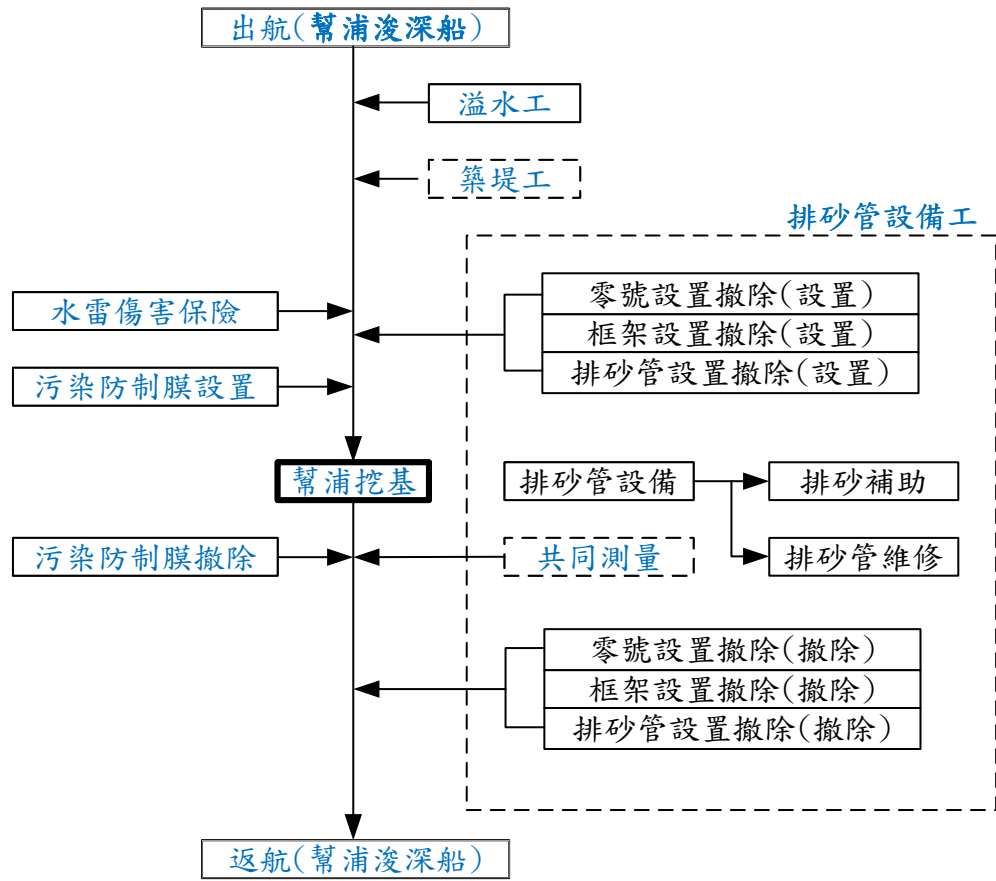 出航(幫浦浚深船)
溢水工
築堤工
排砂管設備工
水雷傷害保險
零號設置撤除(設置)
框架設置撤除(設置)
排砂管設置撤除(設置)
污染防制膜設置
幫浦挖基
排砂管設備
排砂補助
污染防制膜撤除
共同測量
排砂管維修
零號設置撤除(撤除)
框架設置撤除(撤除)
排砂管設置撤除(撤除)
返航(幫浦浚深船)